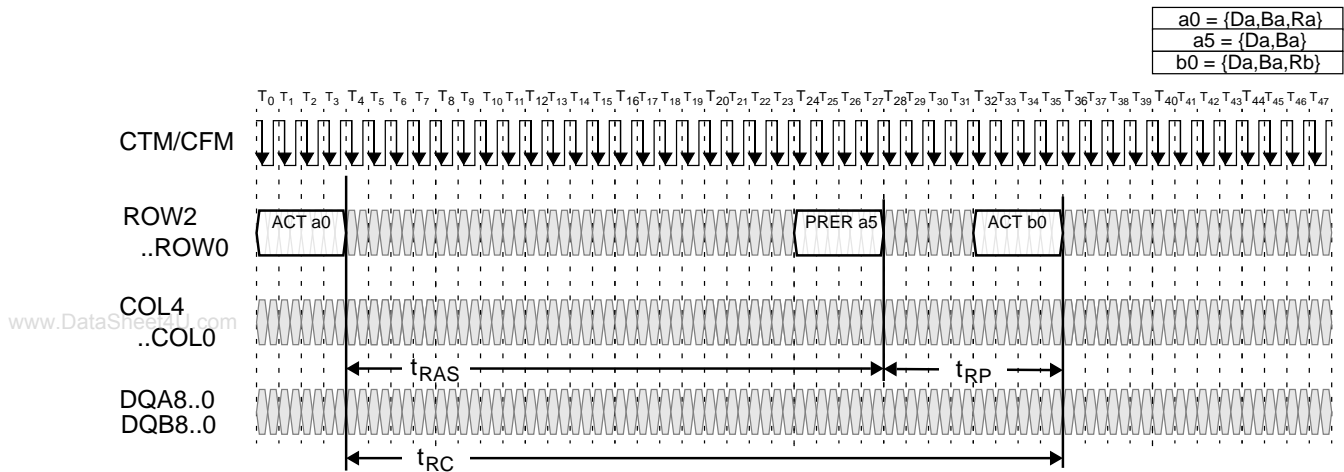 a0 = {Da,Ba,Ra}
a5 = {Da,Ba}
b0 = {Da,Ba,Rb}
T0 T1 T2 T3 T4 T5 T6 T7 T8 T9 T10 T11 T12 T13 T14 T15 T16 T17 T18 T19 T20 T21 T22 T23 T24 T25 T26 T27 T28 T29 T30 T31 T32 T33 T34 T35 T36 T37 T38 T39 T40 T41 T42 T43 T44 T45 T46 T47
CTM/CFM
ROW2
..ROW0
ACT a0 PRER a5 ACT b0
COL4
..COL0
www.DataSheet4U.com
tRAS tRP
DQA8..0
DQB8..0
tRC